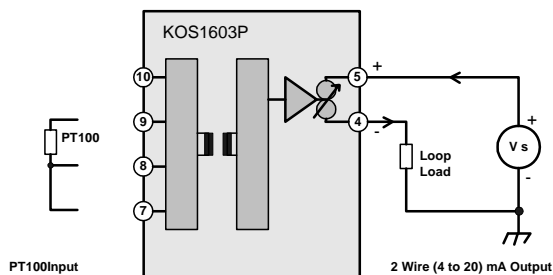 KOS1603P
10
9
8
7
PT100
5
+
4
-
Loop
Load
+
V s
-
PT100Input
2 Wire (4 to 20) mA Output